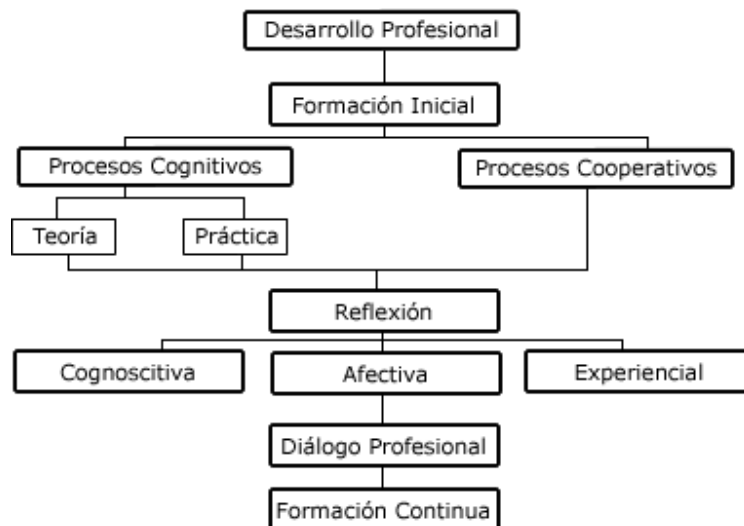 Desarrollo Profesional
Formación Inicial
Procesos Cognitivos
Procesos Cooperativos
Teoría
Práctica
Reflexión
Cognoscitiva
Afectiva
Experiencial
Diálogo Profesional
Formación Continua